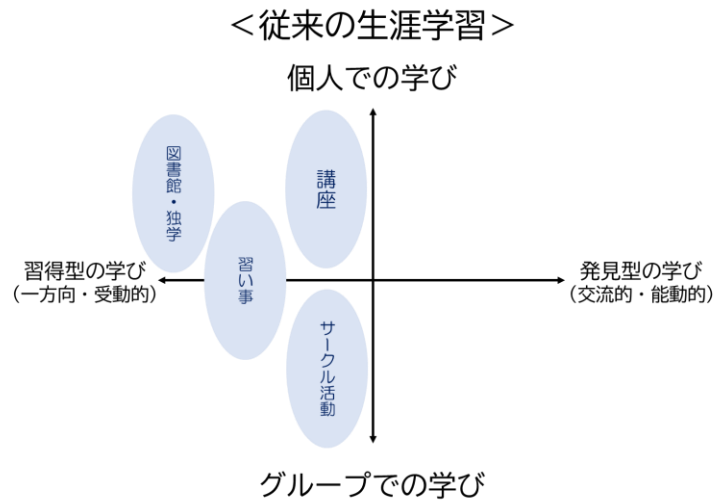 ＜従来の生涯学習＞
個人での学び
図書館・独学
講座
習い事
習得型の学び
（一方向・受動的）
発見型の学び
（交流的・能動的）
サークル活動
グループでの学び